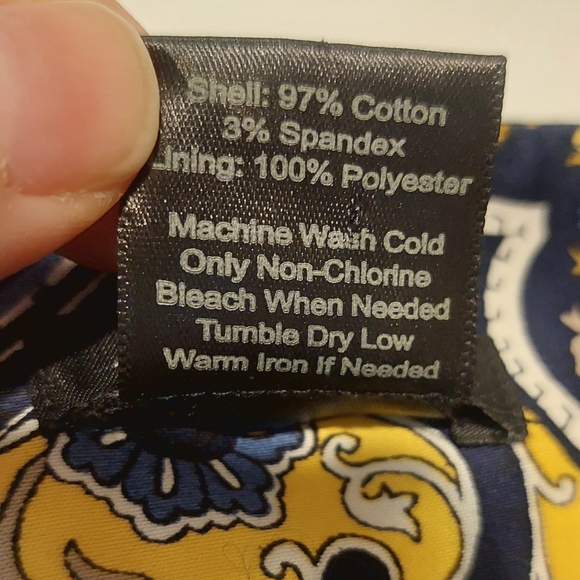 Shell: 97% Cotton
3% Spandex
Lining: 100% Polyester
Machine Wash Cold
Only Non-Chlorine
Bleach When Needed
Tumble Dry Low
Warm Iron If Needed